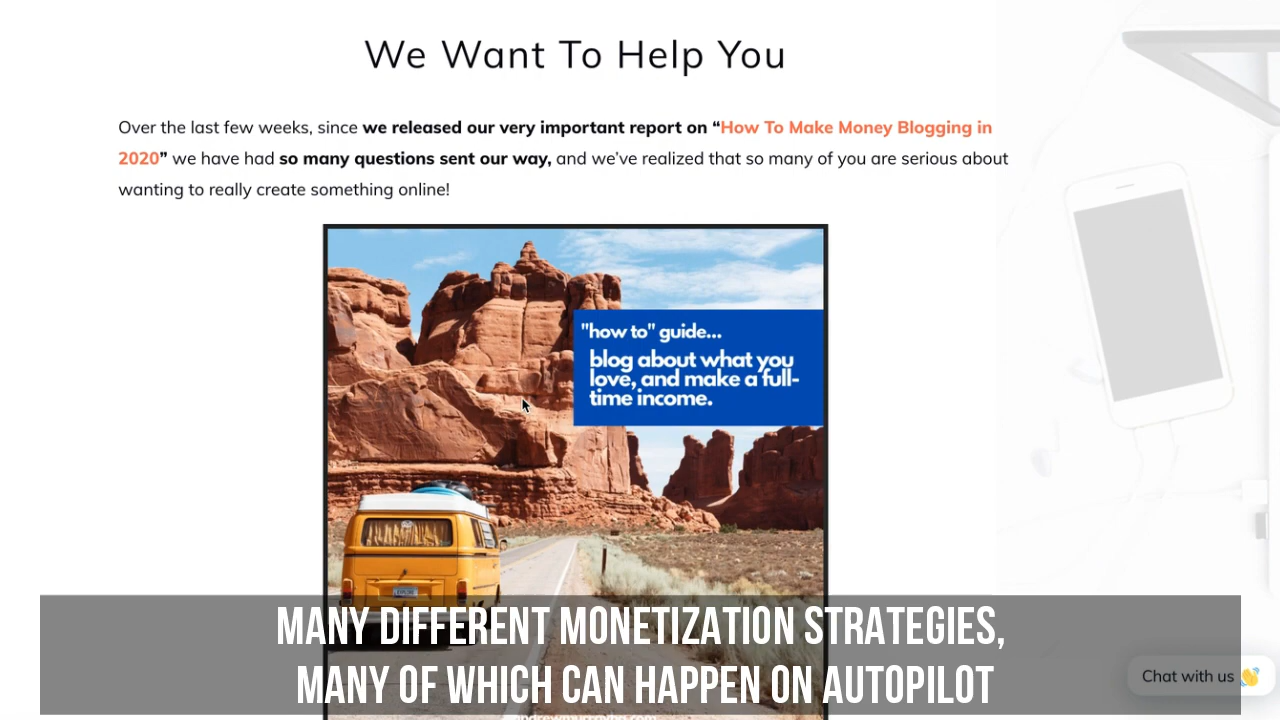 We Want To Help You
Over the last few weeks, since we released our very important report on “How To Make Money Blogging in
2020” we have had so many questions sent our way, and we’ve realized that so many of you are serious about
wanting to really create something online!
"how to" guide...
blog about what you
love, and make a full-
time income.
MANY DIFFERENT MONETIZATION STRATEGIES,
MANY OF WHICH CAN HAPPEN ON AUTOPILOT
Chat with us 👋